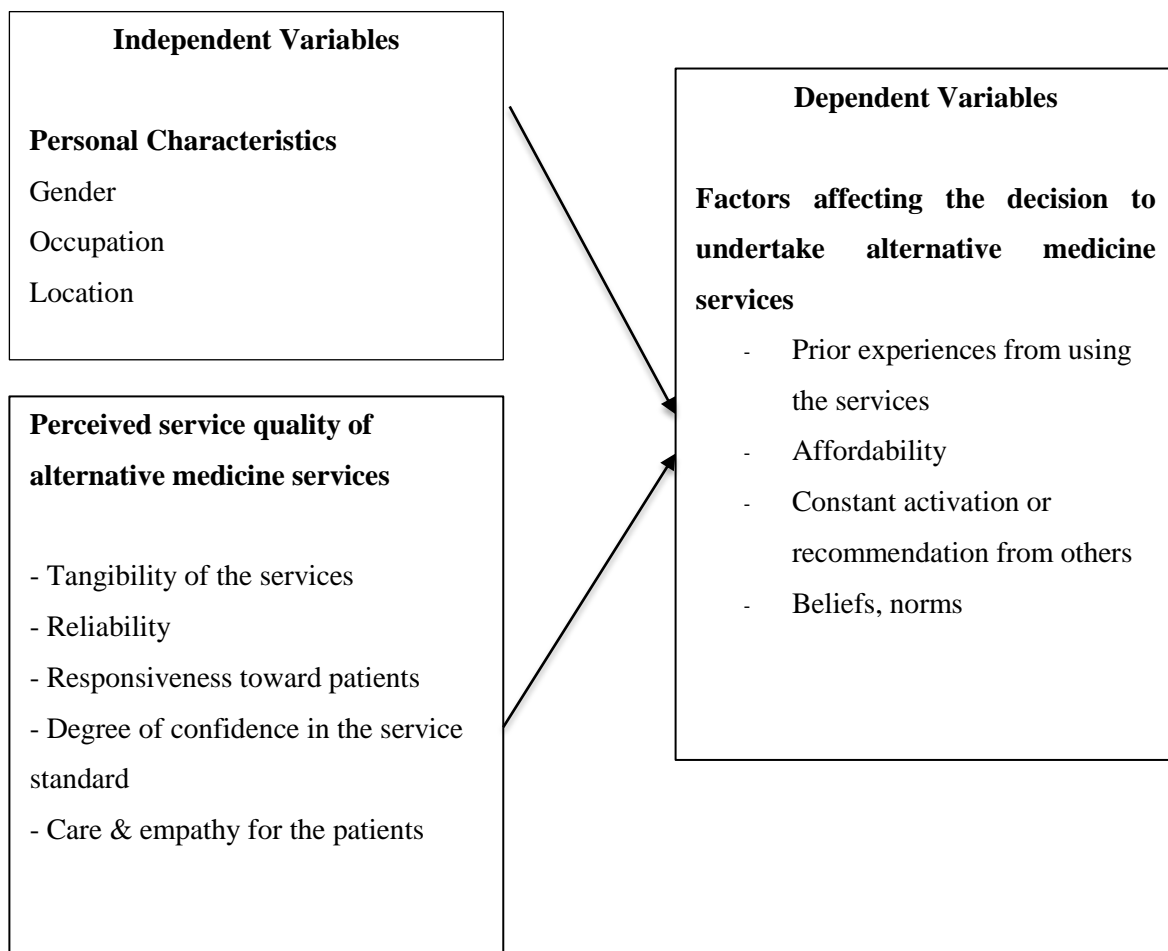 Independent Variables
Personal Characteristics
Gender
Occupation
Location
Perceived service quality of
alternative medicine services
- Tangibility of the services
- Reliability
- Responsiveness toward patients
- Degree of confidence in the service
standard
- Care & empathy for the patients
Dependent Variables
Factors affecting the decision to
undertake alternative medicine
services
- Prior experiences from using
the services
- Affordability
- Constant activation or
recommendation from others
- Beliefs, norms